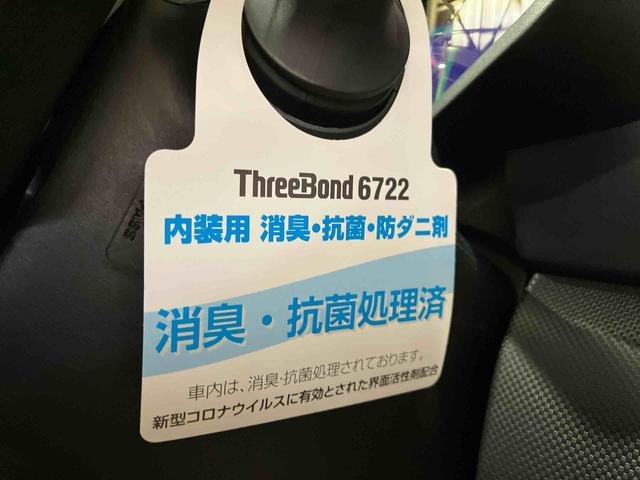 ThreeBond 6722
内装用 消臭・抗菌・防ダニ剤
消臭・抗菌処理済
車内は、消臭・抗菌処理されております。
新型コロナウイルスに有効とされた界面活性剤配合